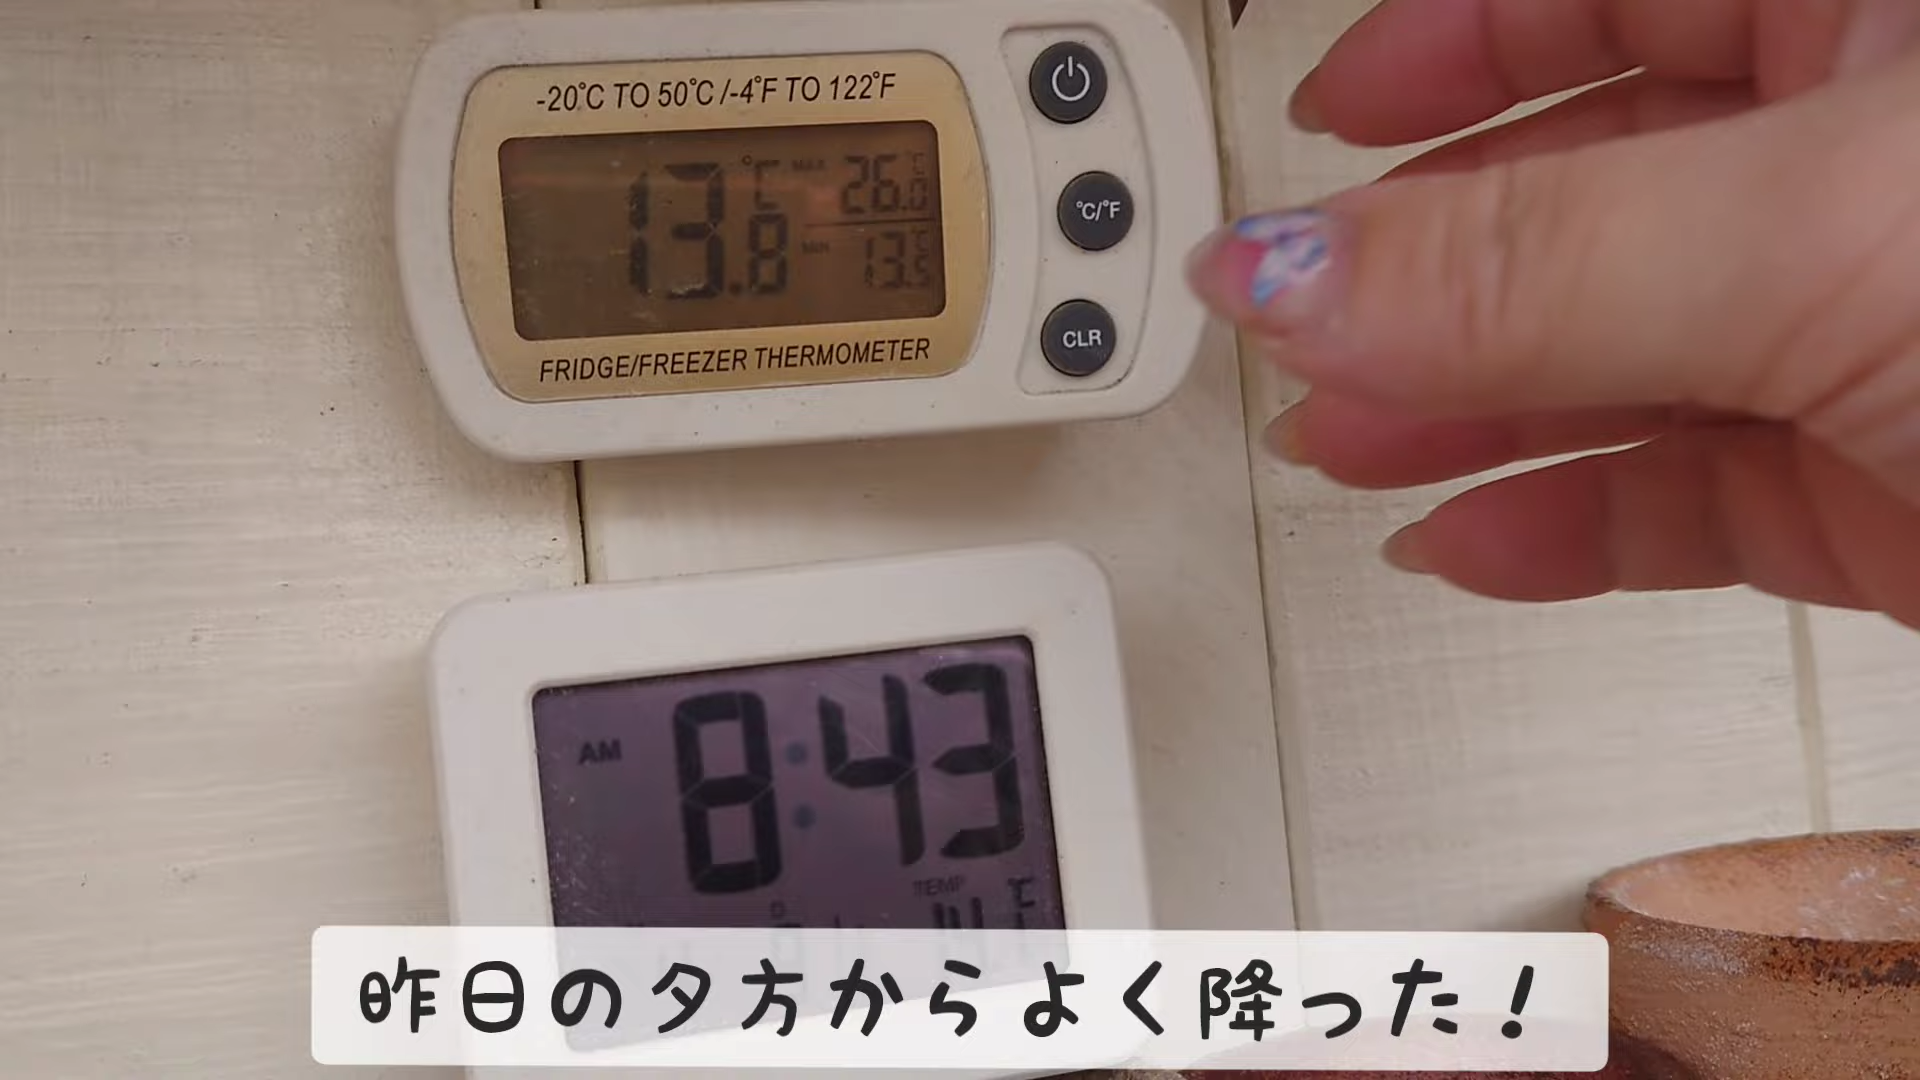 -20°C TO 50°C /-4°F TO 122°F
13.8 °C
MAX 26.0 °C
MIN 13.5 °C
°C/°F
CLR
FRIDGE/FREEZER THERMOMETER
AM 8:43
TEMP
昨日の夕方からよく降った!